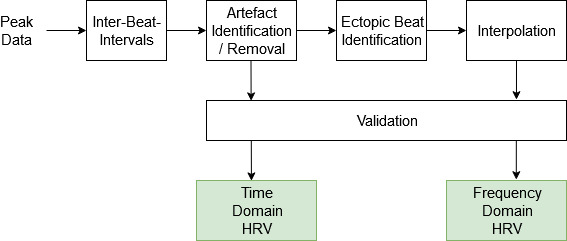 Peak
Data
Inter-Beat-
Intervals
Artefact
Identification
/ Removal
Ectopic Beat
Identification
Interpolation
Validation
Time
Domain
HRV
Frequency
Domain
HRV